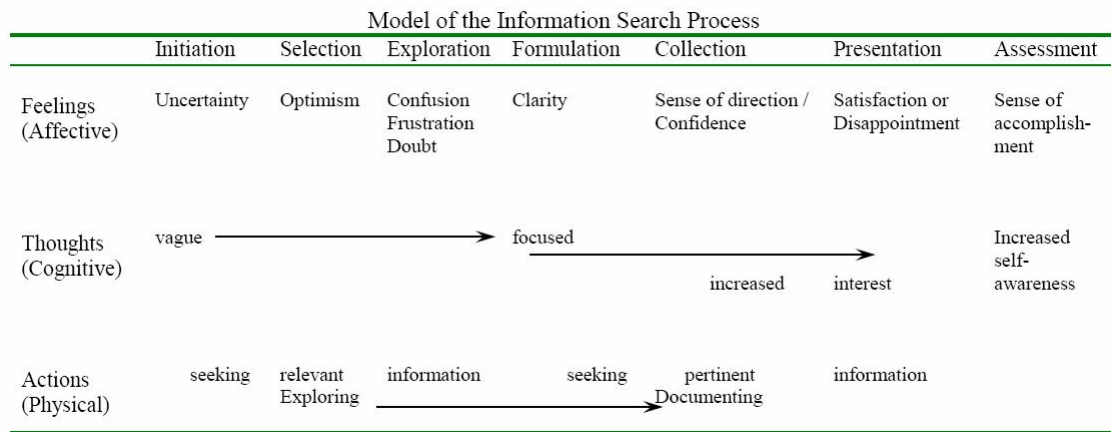 Model of the Information Search Process
Initiation Selection Exploration Formulation Collection Presentation Assessment
Feelings Uncertainty Optimism Confusion Clarity Sense of direction / Satisfaction or Sense of
(Affective) Frustration Confidence Disappointment accomplish-
Doubt ment
Thoughts vague focused Increased
(Cognitive) self-
increased interest awareness
Actions seeking relevant information seeking pertinent information
(Physical) Exploring Documenting